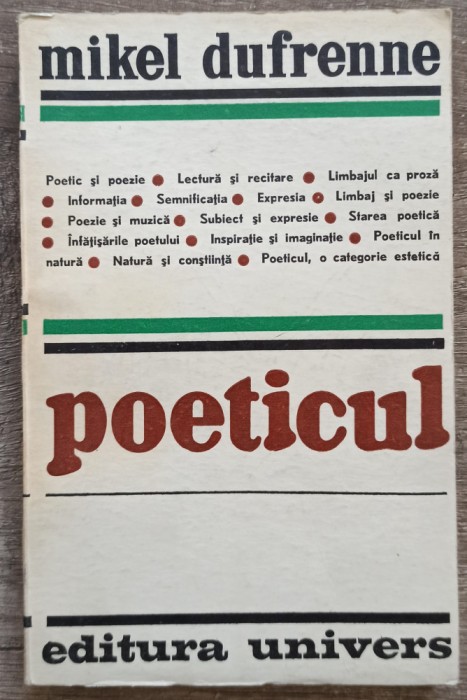 mikel dufrenne
Poetic și poezie ● Lectură și recitare ● Limbajul ca proză
● Informația ● Semnificația ● Expresia ● Limbaj și poezie
● Poezie și muzică ● Subiect și expresie ● Starea poetică
● Înfățișările poetului ● Inspirație și imaginație ● Poeticul în
natură ● Natură și conștiință ● Poeticul, o categorie estetică
poeticul
editura univers